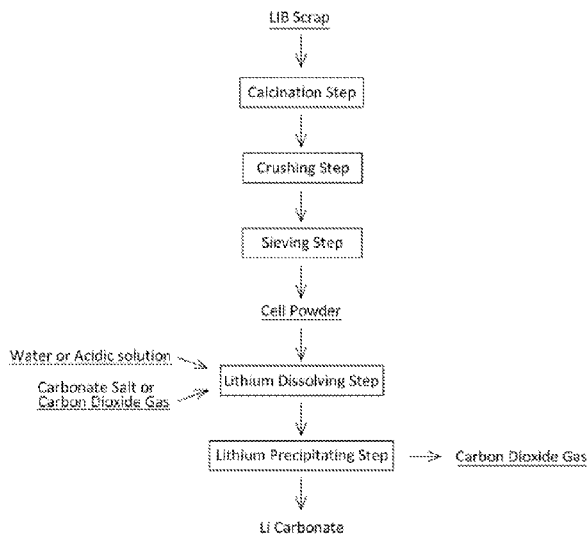 LIB Scrap
Calcination Step
Crushing Step
Sieving Step
Cell Powder
Water or Acidic solution
Carbonate Salt or
Carbon Dioxide Gas
Lithium Dissolving Step
Lithium Precipitating Step
Carbon Dioxide Gas
Li Carbonate